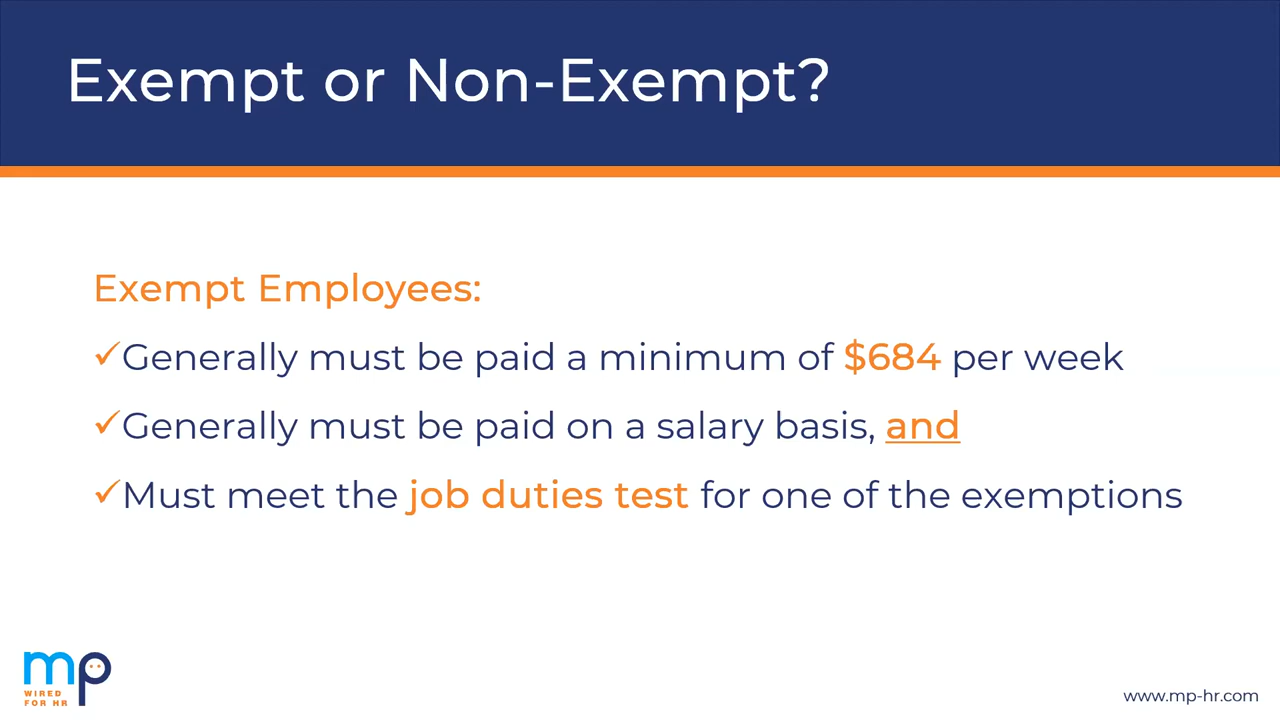 Exempt or Non-Exempt?
Exempt Employees:
✓Generally must be paid a minimum of $684 per week
✓Generally must be paid on a salary basis, and
✓Must meet the job duties test for one of the exemptions
mp
WIRED
FOR HR
www.mp-hr.com